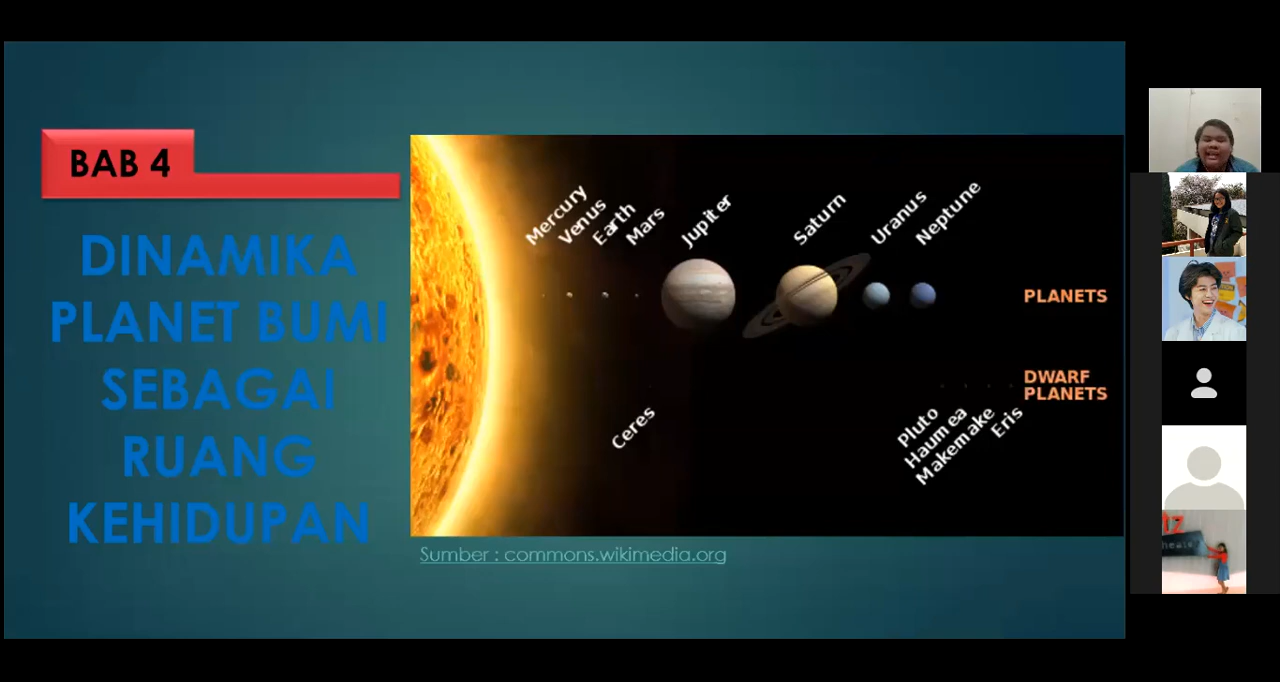 BAB 4
DINAMIKA
PLANET BUMI
SEBAGAI
RUANG
KEHIDUPAN
Mercury
Venus
Earth
Mars
Jupiter
Saturn
Uranus
Neptune
PLANETS
DWARF
PLANETS
Ceres
Pluto
Haumea
Makemake
Eris
Sumber : commons.wikimedia.org